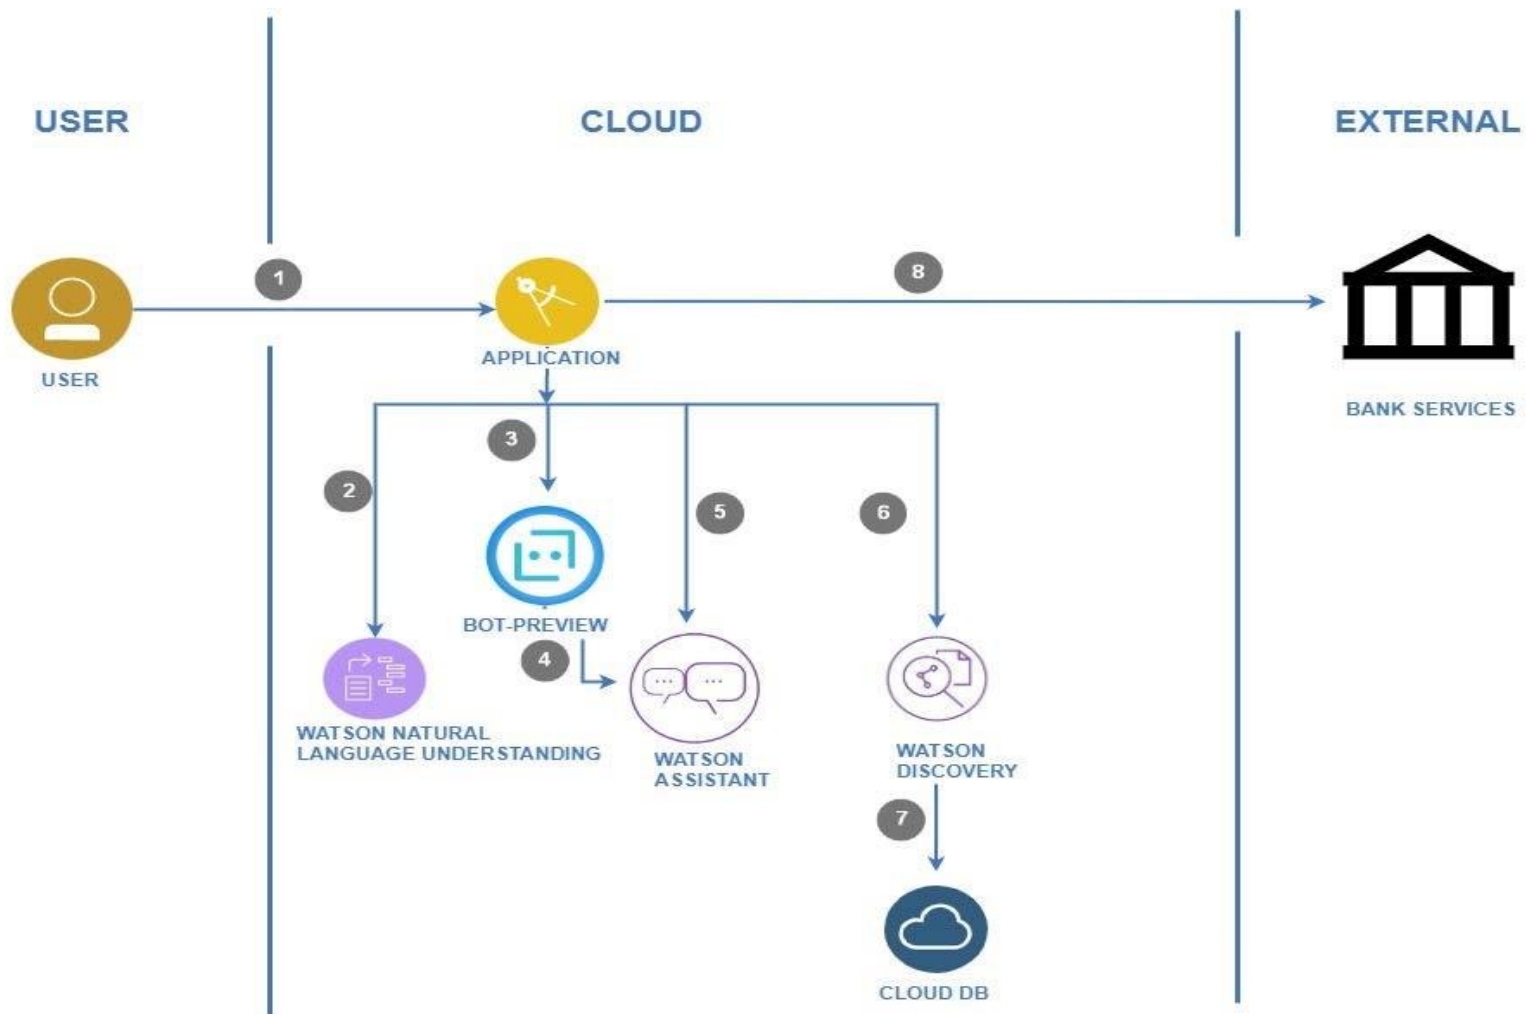 USER
CLOUD
EXTERNAL
1
8
APPLICATION
USER
BANK SERVICES
3
2
5
6
BOT-PREVIEW
4
WATSON NATURAL
LANGUAGE UNDERSTANDING
WATSON
ASSISTANT
WATSON
DISCOVERY
7
CLOUD DB